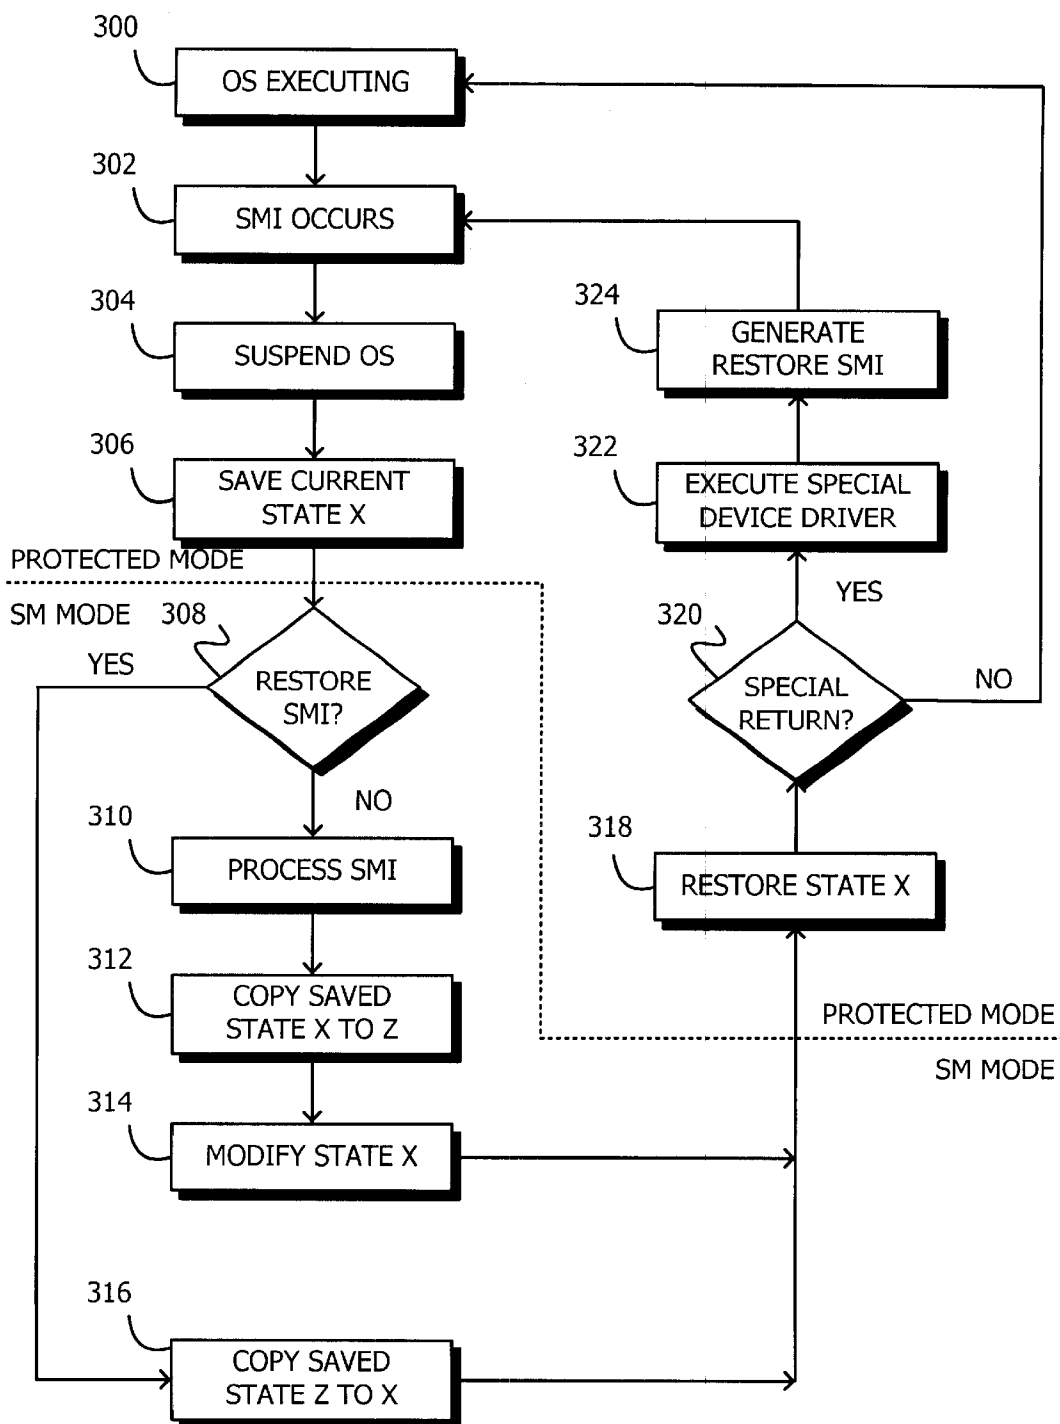 300
OS EXECUTING
302
SMI OCCURS
304
SUSPEND OS
306
SAVE CURRENT
STATE X
PROTECTED MODE
SM MODE
308
YES
RESTORE
SMI?
NO
310
PROCESS SMI
312
COPY SAVED
STATE X TO Z
314
MODIFY STATE X
316
COPY SAVED
STATE Z TO X
324
GENERATE
RESTORE SMI
322
EXECUTE SPECIAL
DEVICE DRIVER
YES
320
SPECIAL
RETURN?
NO
318
RESTORE STATE X
PROTECTED MODE
SM MODE